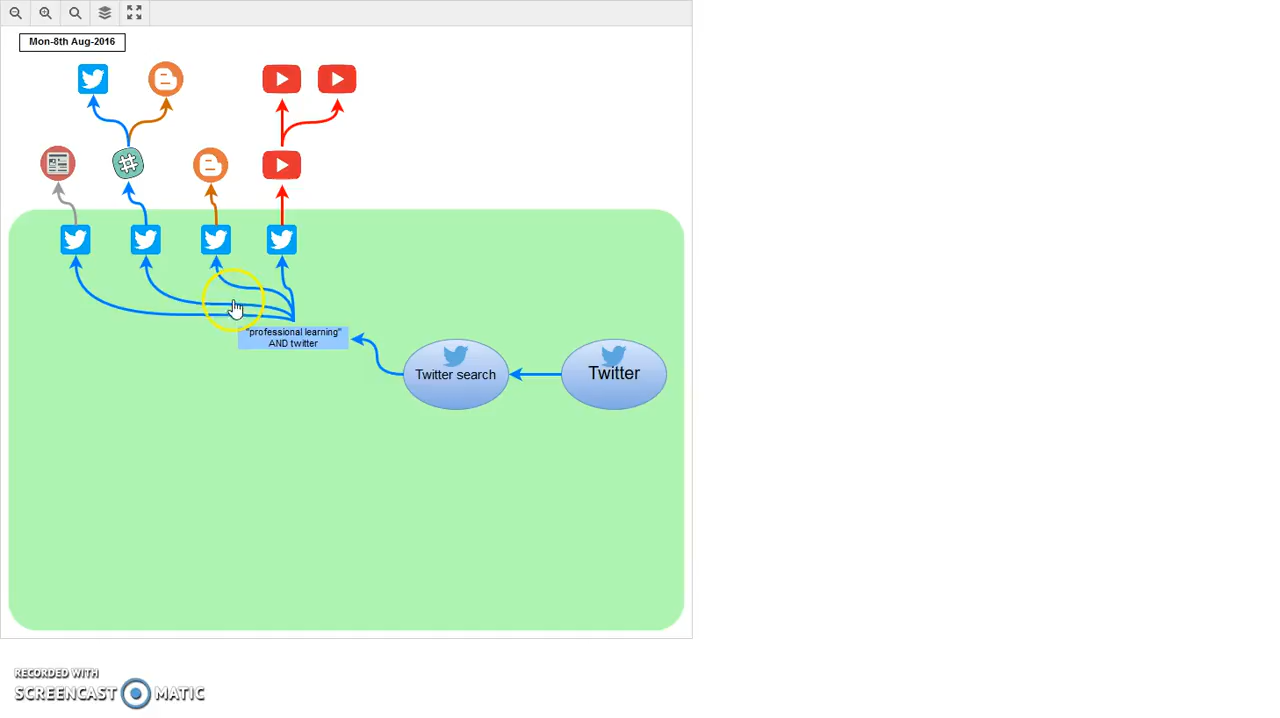 Mon-8th Aug-2016
"professional learning"
AND twitter
Twitter search
Twitter
RECORDED WITH
SCREENCAST MATIC